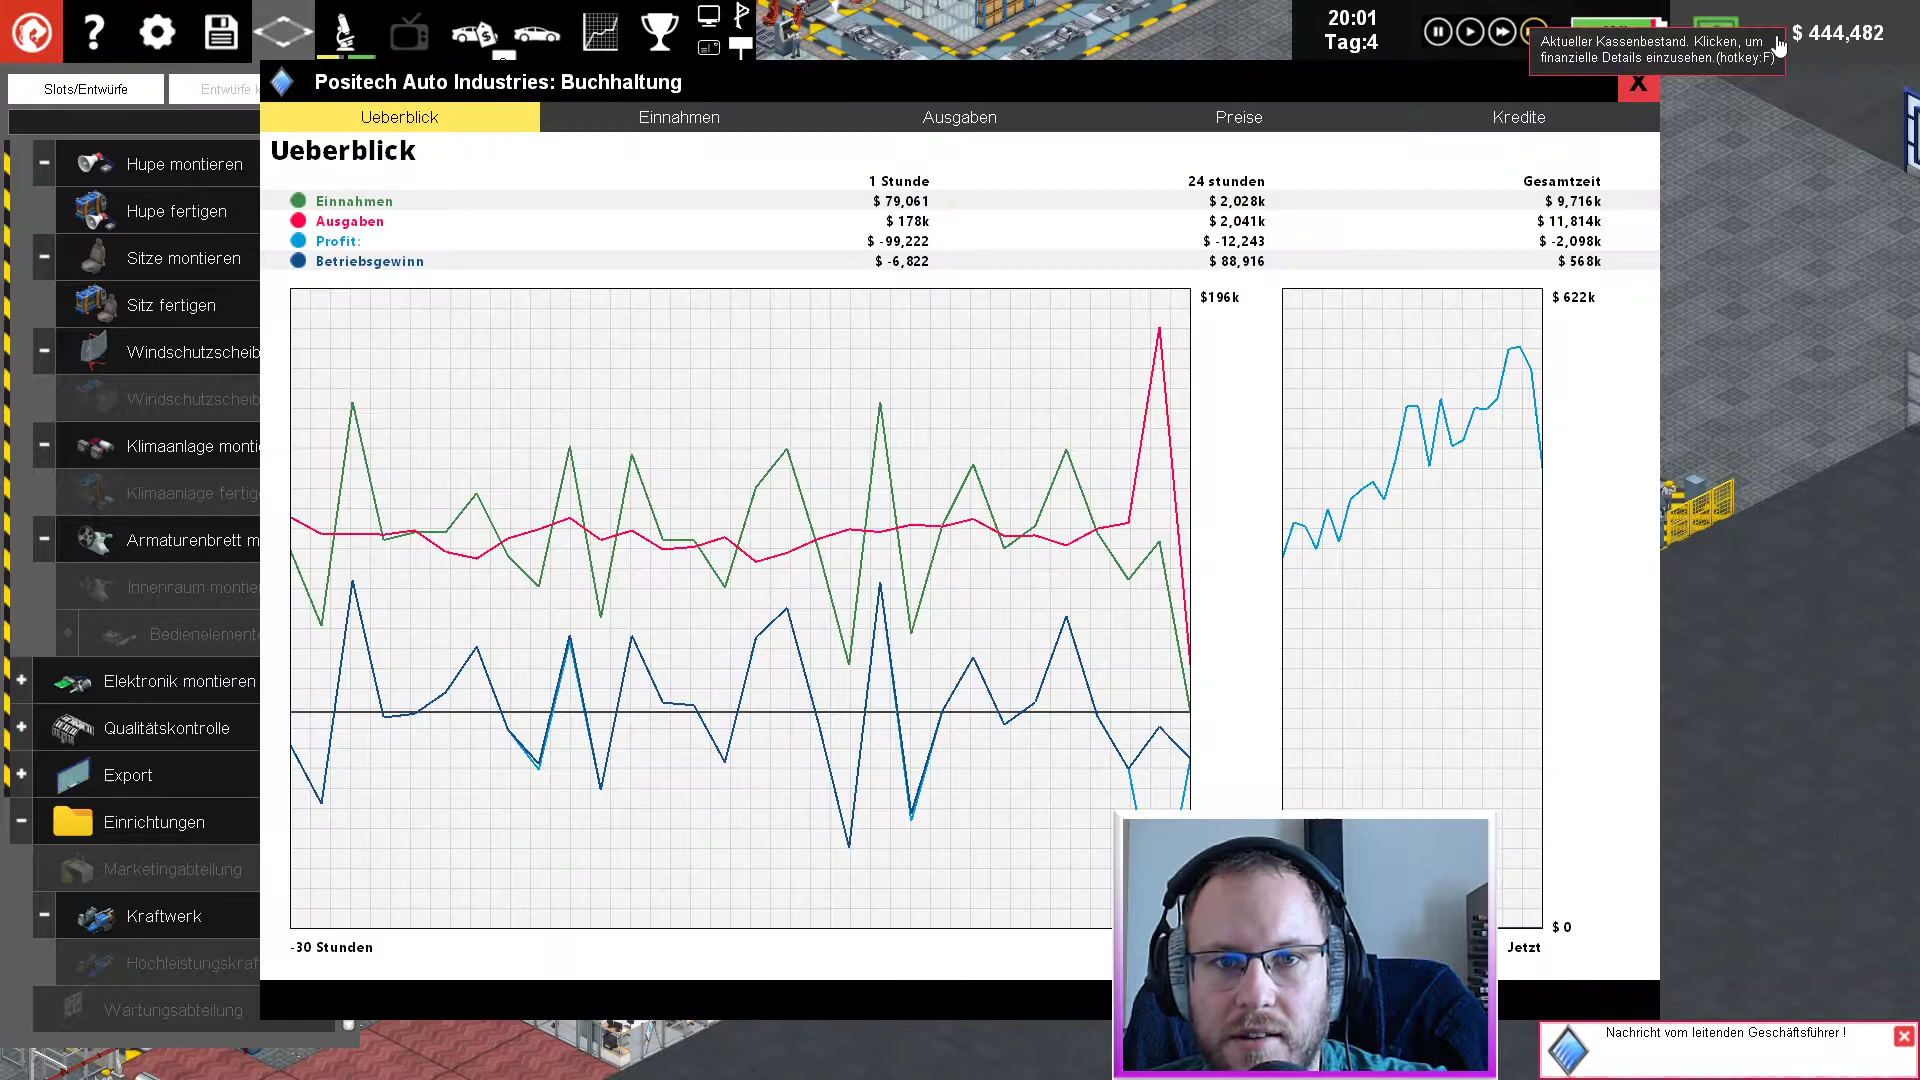 20:01
Tag:4
$ 444,482
Aktueller Kassenbestand. Klicken, um
finanzielle Details einzusehen.(hotkey:F)
Slots/Entwürfe
Entwürfe
Positech Auto Industries: Buchhaltung
X
Ueberblick
Einnahmen
Ausgaben
Preise
Kredite
Ueberblick
1 Stunde
24 stunden
Gesamtzeit
Einnahmen
$ 79,061
$ 2,028k
$ 9,716k
Ausgaben
$ 178k
$ 2,041k
$ 11,814k
Profit:
$ -99,222
$ -12,243
$ -2,098k
Betriebsgewinn
$ -6,822
$ 88,916
$ 568k
$196k
$ 622k
$ 0
-30 Stunden
Jetzt
Hupe montieren
Hupe fertigen
Sitze montieren
Sitz fertigen
Windschutzscheib
Windschutzscheib
Klimaanlage monti
Klimaanlage fertig
Armaturenbrett m
Innenraum montie
Bedienelemente
Elektronik montieren
Qualitätskontrolle
Export
Einrichtungen
Marketingabteilung
Kraftwerk
Hochleistungskraf
Wartungsabteilung
Nachricht vom leitenden Geschäftsführer !